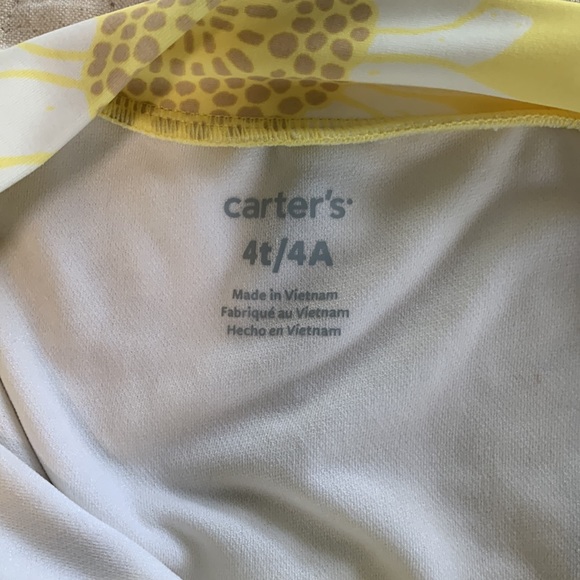 carter's
4t/4A
Made in Vietnam
Fabriqué au Vietnam
Hecho en Vietnam